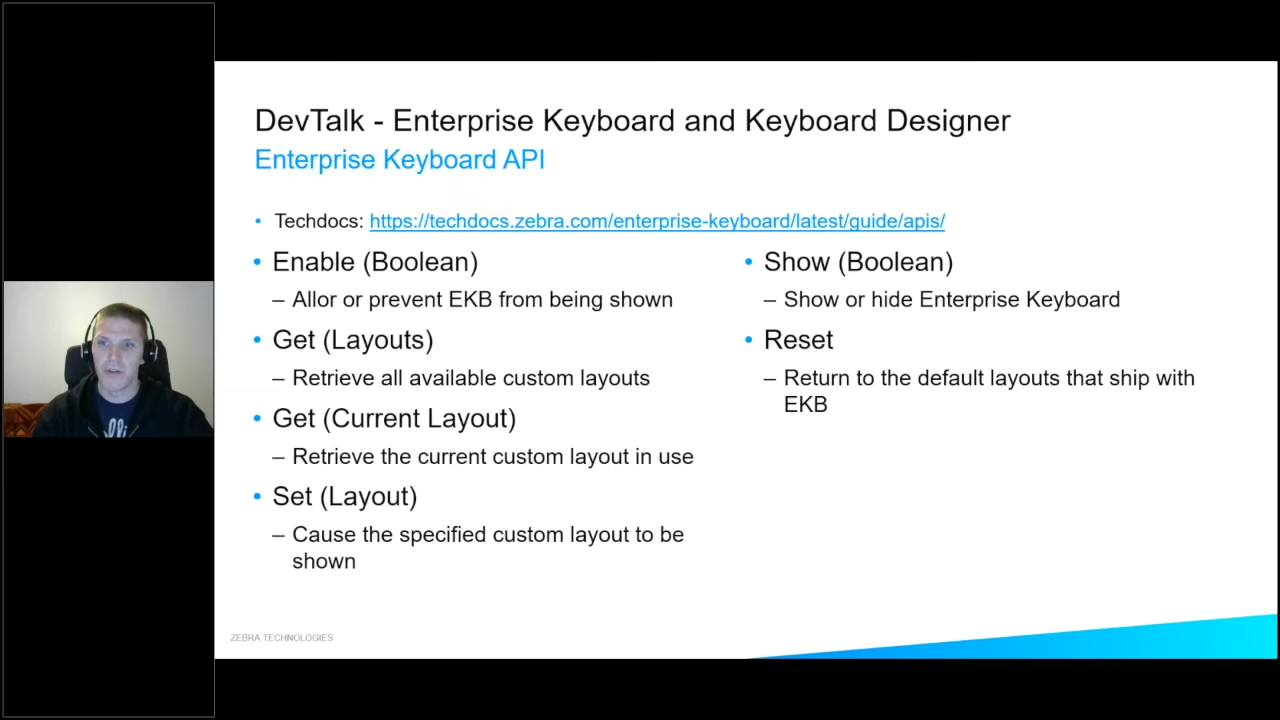 DevTalk - Enterprise Keyboard and Keyboard Designer
Enterprise Keyboard API
• Techdocs: https://techdocs.zebra.com/enterprise-keyboard/latest/guide/apis/
• Enable (Boolean)
– Allor or prevent EKB from being shown
• Get (Layouts)
– Retrieve all available custom layouts
• Get (Current Layout)
– Retrieve the current custom layout in use
• Set (Layout)
– Cause the specified custom layout to be
shown
• Show (Boolean)
– Show or hide Enterprise Keyboard
• Reset
– Return to the default layouts that ship with
EKB
ZEBRA TECHNOLOGIES